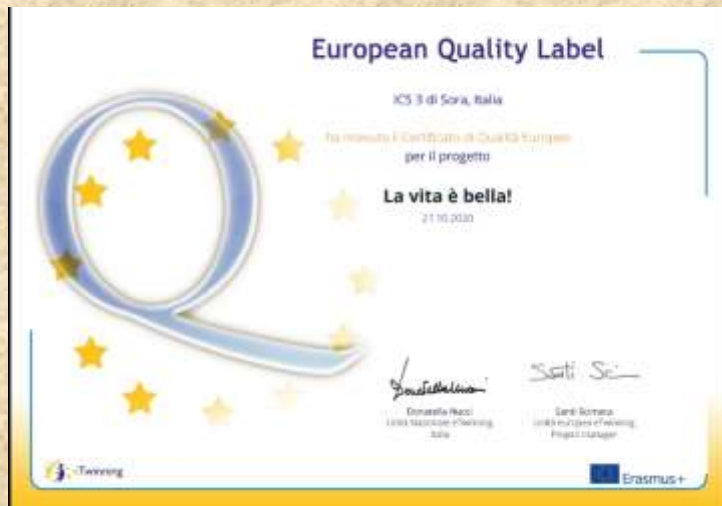 European Quality Label
ICS 3 di Sora, Italia
ha ricevuto il Certificato di Qualità Europeo
per il progetto
La vita è bella!
27.10.2020
Donatella Nucci
Unità Nazionale eTwinning
Italia
Santi Scimeca
Unità europea eTwinning
Project manager
eTwinning
Erasmus+